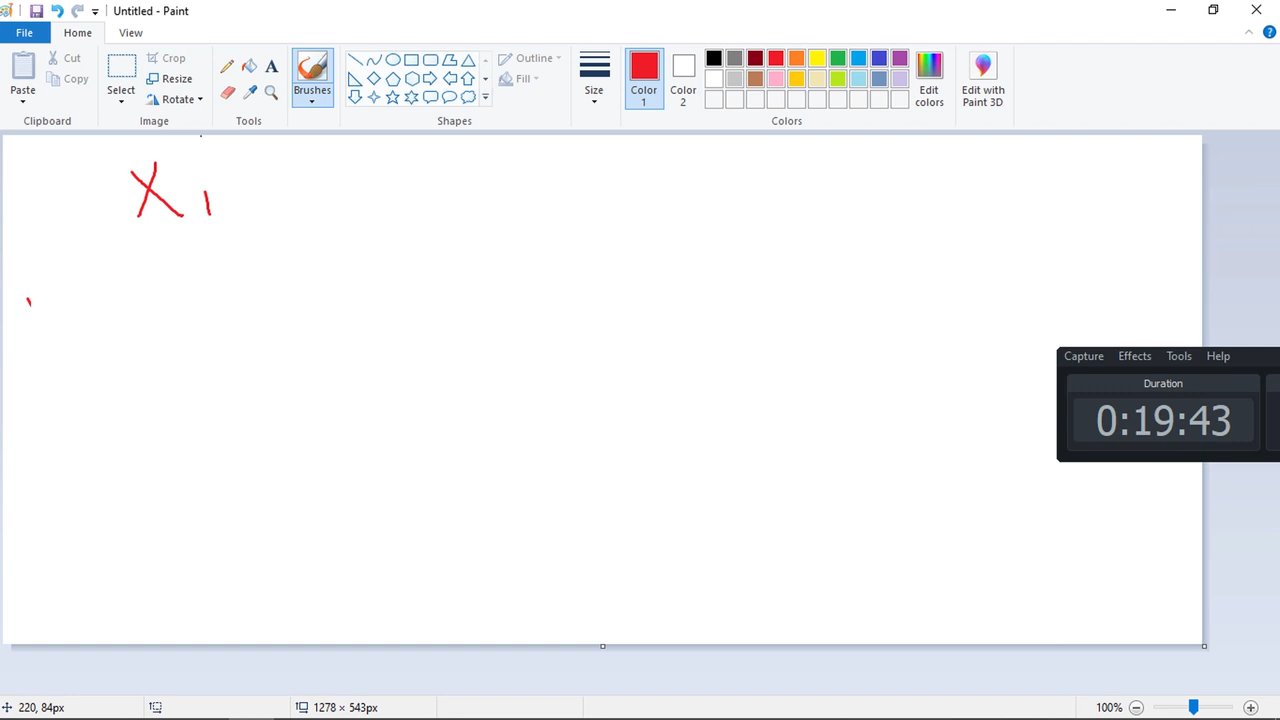 Untitled - Paint
File Home View
Paste Cut Copy Clipboard
Select Crop Resize Rotate Image
A Tools
Brushes
Outline Fill Shapes
Size
Color 1 Color 2 Edit colors Colors
Edit with Paint 3D
X ı
Capture Effects Tools Help
Duration
0:19:43
220, 84px 1278 × 543px 100%